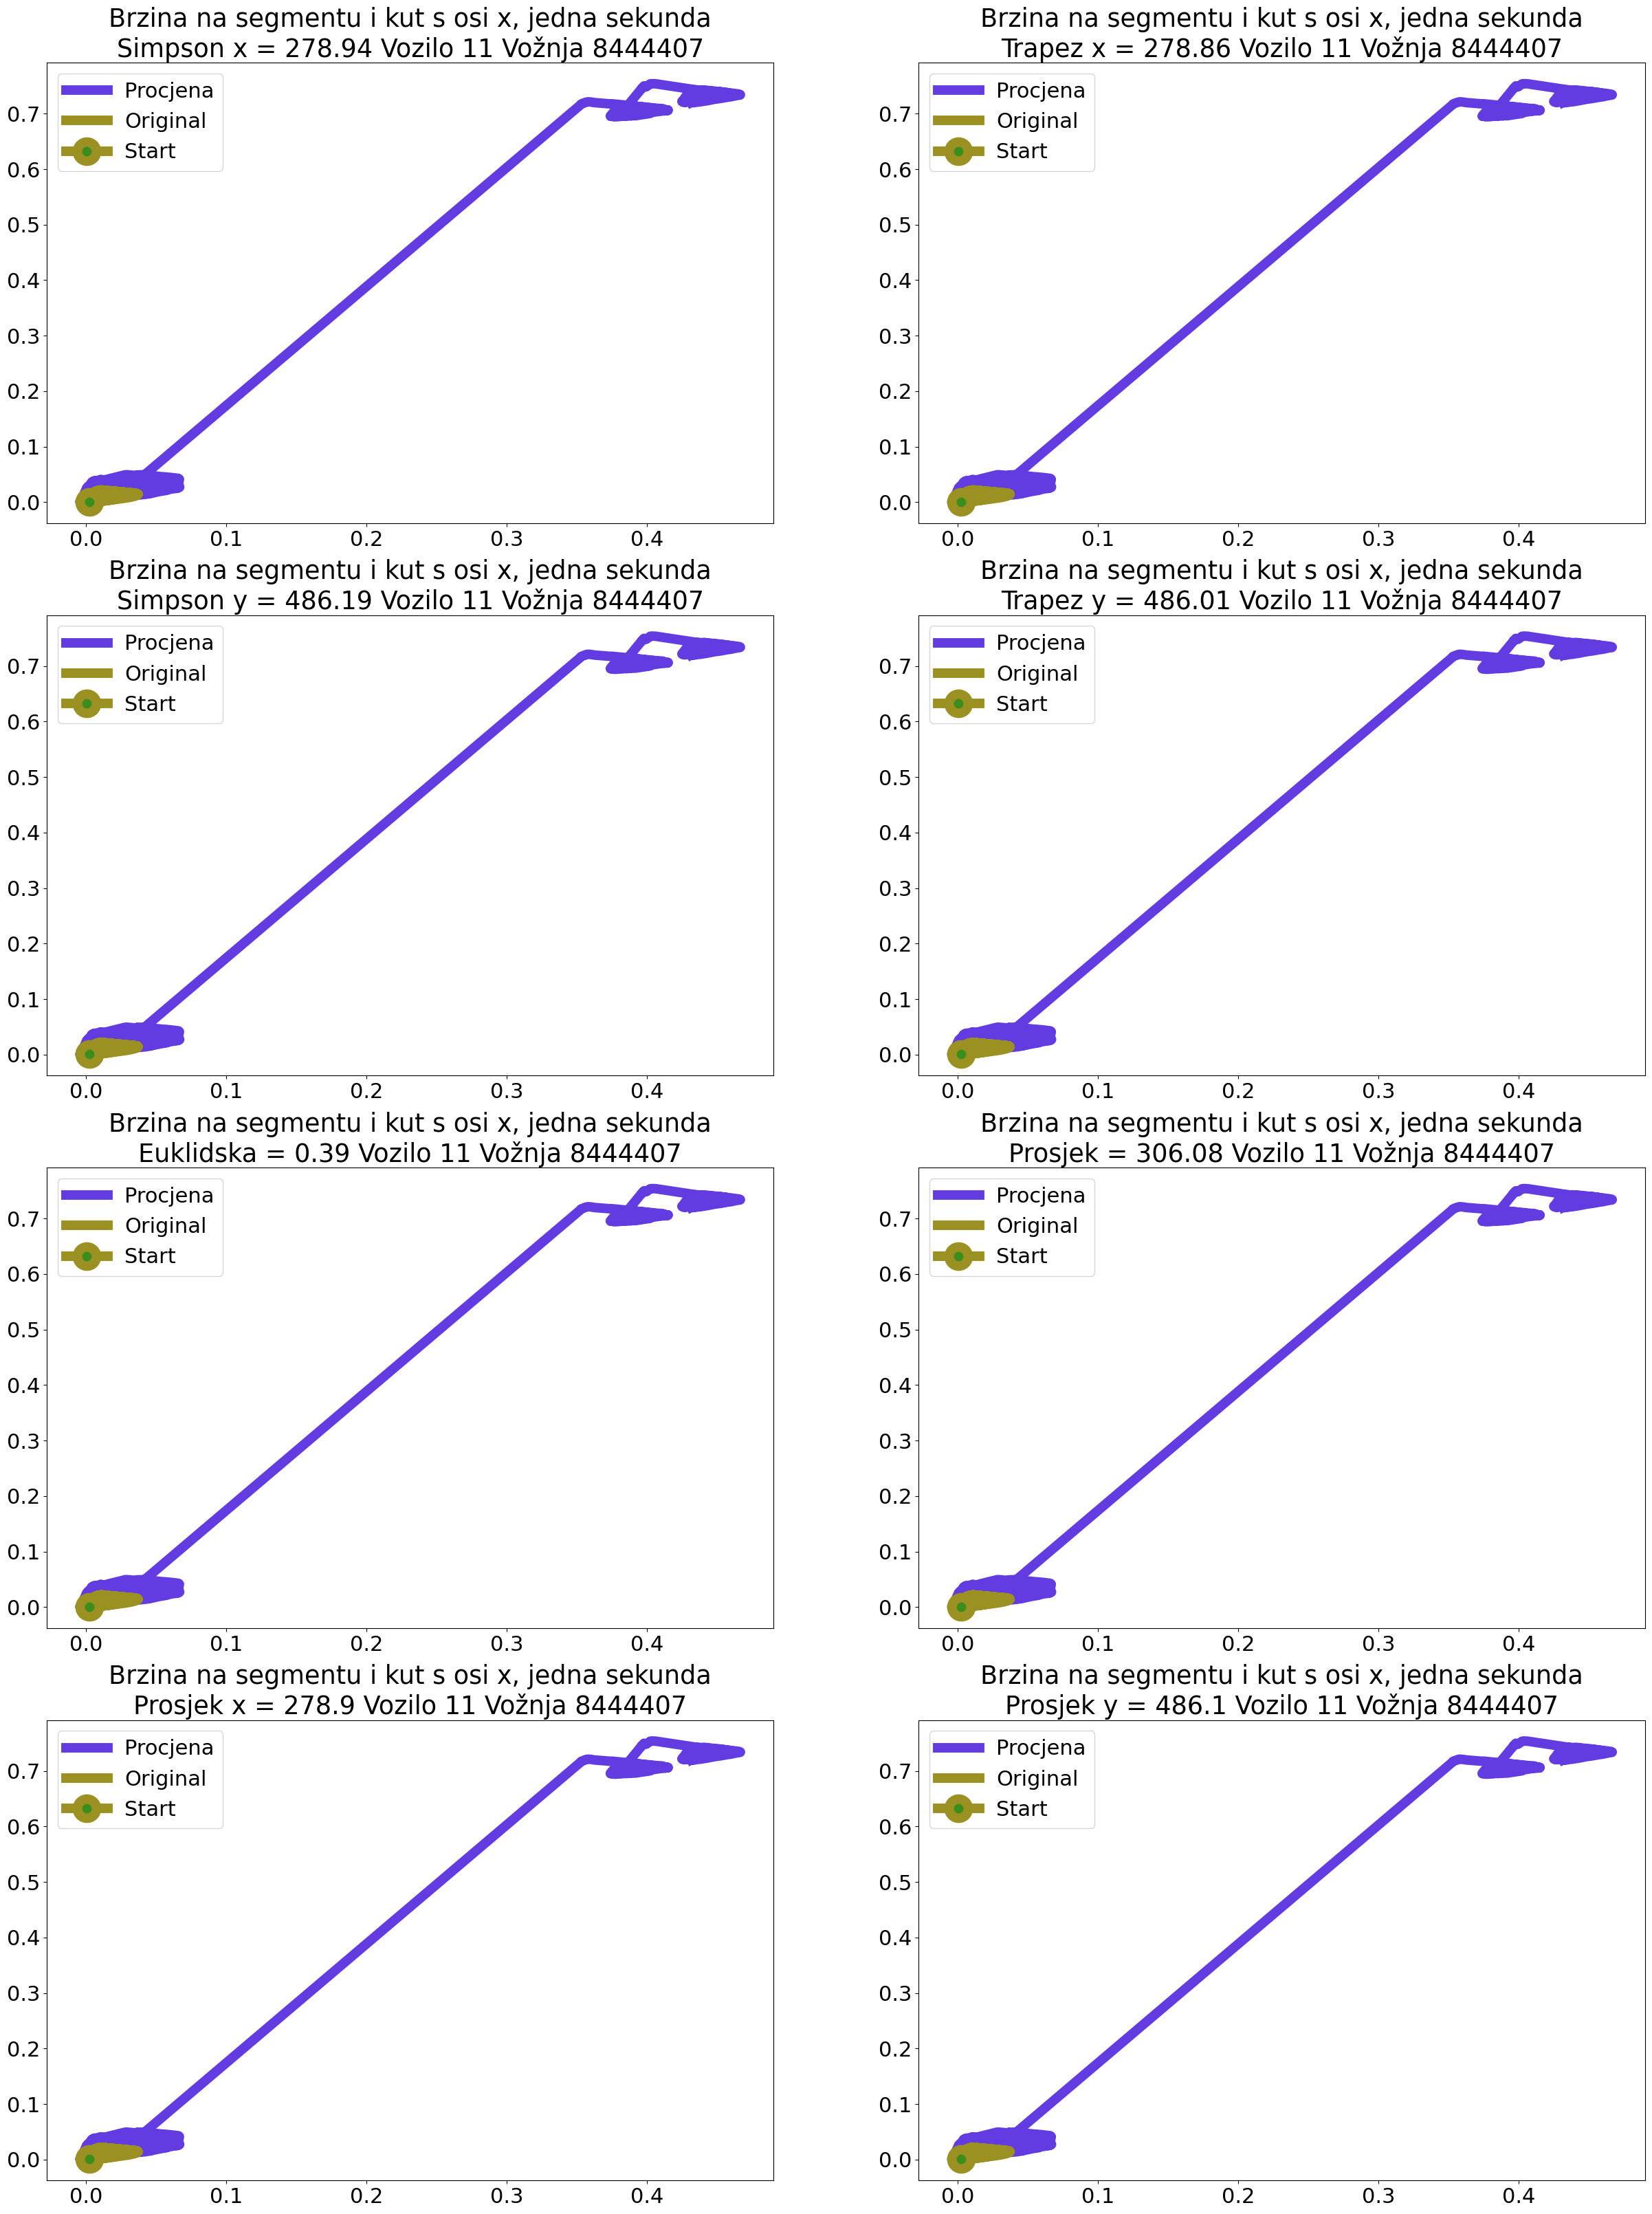 Brzina na segmentu i kut s osi x, jedna sekunda
Simpson x = 278.94 Vozilo 11 Vožnja 8444407
Procjena
Original
Start
0.7
0.6
0.5
0.4
0.3
0.2
0.1
0.0
0.0 0.1 0.2 0.3 0.4
Brzina na segmentu i kut s osi x, jedna sekunda
Trapez x = 278.86 Vozilo 11 Vožnja 8444407
Procjena
Original
Start
0.7
0.6
0.5
0.4
0.3
0.2
0.1
0.0
0.0 0.1 0.2 0.3 0.4
Brzina na segmentu i kut s osi x, jedna sekunda
Simpson y = 486.19 Vozilo 11 Vožnja 8444407
Procjena
Original
Start
0.7
0.6
0.5
0.4
0.3
0.2
0.1
0.0
0.0 0.1 0.2 0.3 0.4
Brzina na segmentu i kut s osi x, jedna sekunda
Trapez y = 486.01 Vozilo 11 Vožnja 8444407
Procjena
Original
Start
0.7
0.6
0.5
0.4
0.3
0.2
0.1
0.0
0.0 0.1 0.2 0.3 0.4
Brzina na segmentu i kut s osi x, jedna sekunda
Euklidska = 0.39 Vozilo 11 Vožnja 8444407
Procjena
Original
Start
0.7
0.6
0.5
0.4
0.3
0.2
0.1
0.0
0.0 0.1 0.2 0.3 0.4
Brzina na segmentu i kut s osi x, jedna sekunda
Prosjek = 306.08 Vozilo 11 Vožnja 8444407
Procjena
Original
Start
0.7
0.6
0.5
0.4
0.3
0.2
0.1
0.0
0.0 0.1 0.2 0.3 0.4
Brzina na segmentu i kut s osi x, jedna sekunda
Prosjek x = 278.9 Vozilo 11 Vožnja 8444407
Procjena
Original
Start
0.7
0.6
0.5
0.4
0.3
0.2
0.1
0.0
0.0 0.1 0.2 0.3 0.4
Brzina na segmentu i kut s osi x, jedna sekunda
Prosjek y = 486.1 Vozilo 11 Vožnja 8444407
Procjena
Original
Start
0.7
0.6
0.5
0.4
0.3
0.2
0.1
0.0
0.0 0.1 0.2 0.3 0.4